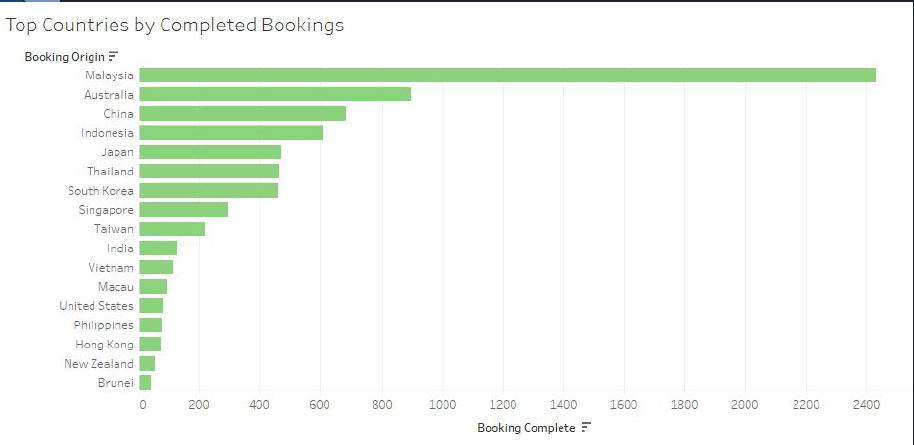 Top Countries by Completed Bookings
Booking Origin
Malaysia
Australia
China
Indonesia
Japan
Thailand
South Korea
Singapore
Taiwan
India
Vietnam
Macau
United States
Philippines
Hong Kong
New Zealand
Brunei
0 200 400 600 800 1000 1200 1400 1600 1800 2000 2200 2400
Booking Complete